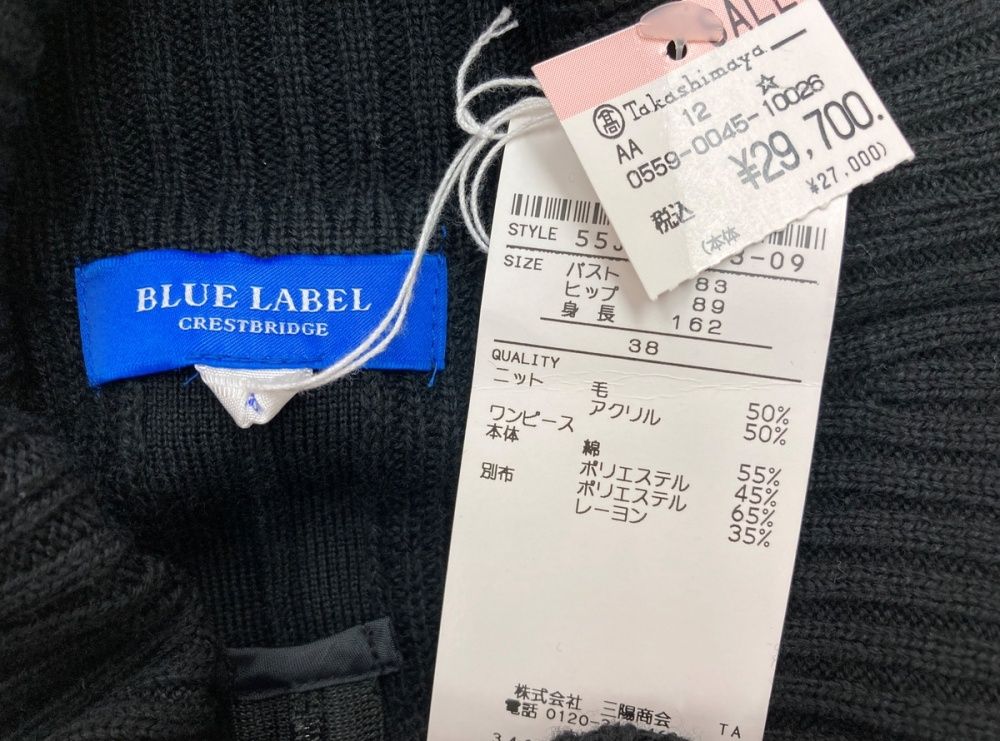 BLUE LABEL
CRESTBRIDGE
SALE
Takashimaya
AA 12 ☆
0559-0045-10026
¥29,700.
税込
(本体 ¥27,000)
STYLE 55
-09
SIZE バスト 83
ヒップ 89
身長 162
38
QUALITY
ニット 毛 50%
アクリル 50%
ワンピース
本体 綿 55%
ポリエステル 45%
別布 ポリエステル 65%
レーヨン 35%
株式会社 三陽商会
電話 0120-
TA